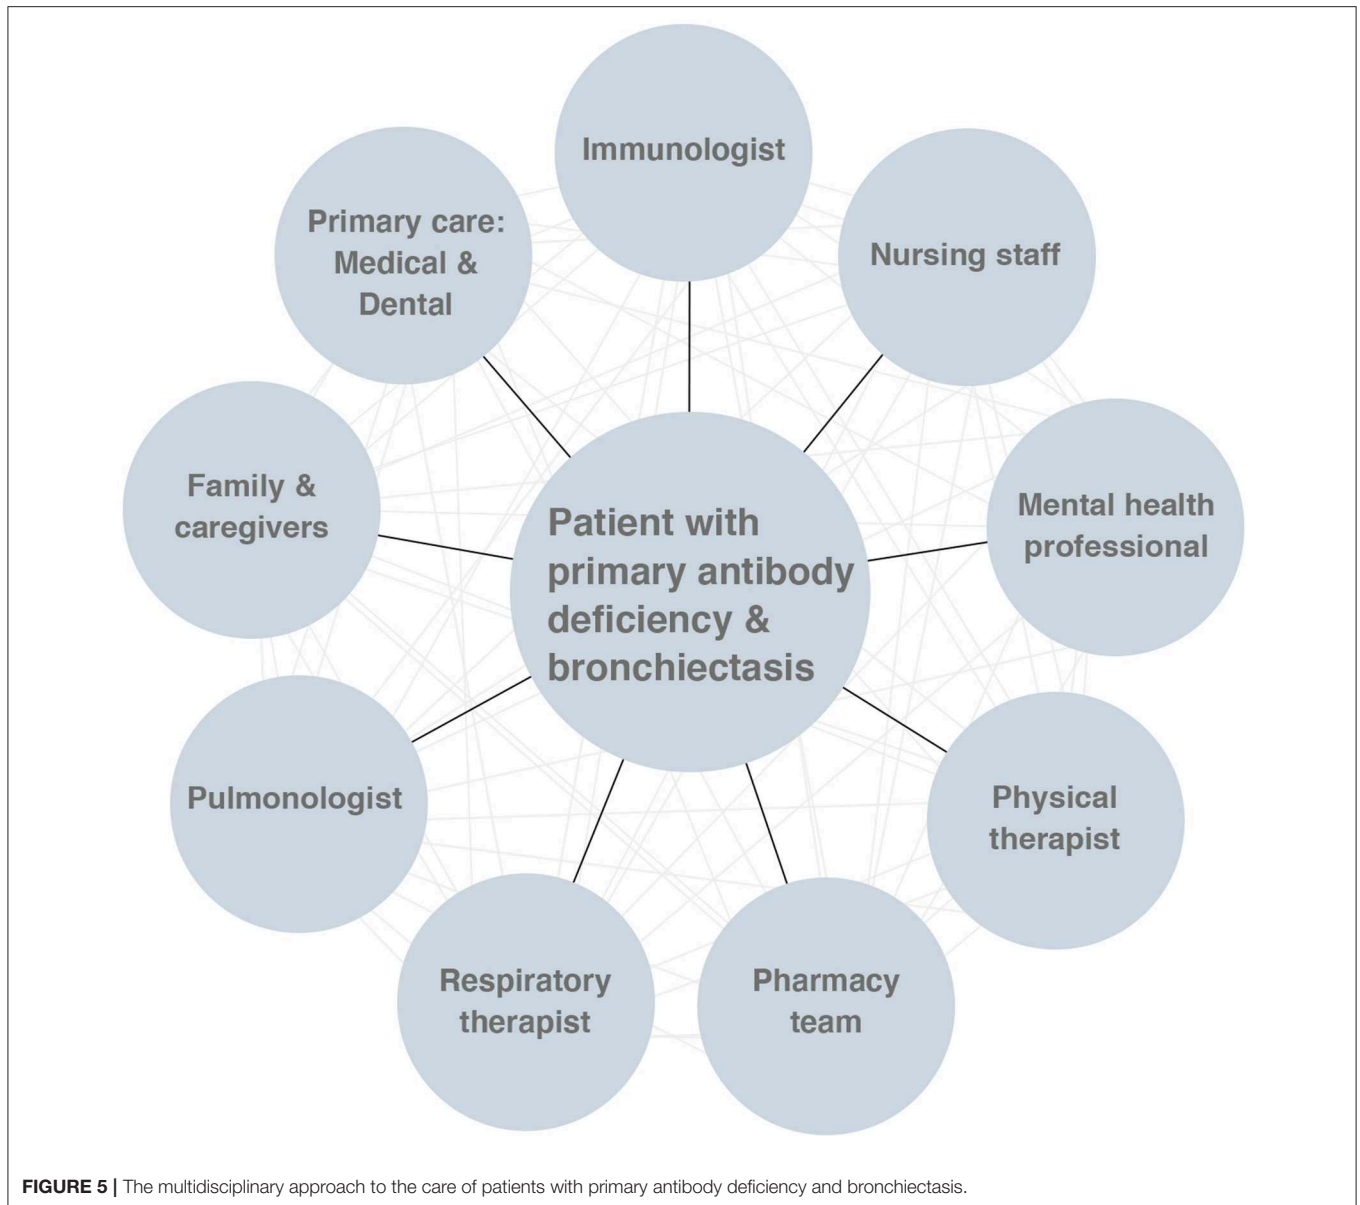 Immunologist
Primary care:
Medical &
Dental
Nursing staff
Family &
caregivers
Patient with
primary antibody
deficiency &
bronchiectasis
Mental health
professional
Pulmonologist
Physical
therapist
Respiratory
therapist
Pharmacy
team
FIGURE 5 | The multidisciplinary approach to the care of patients with primary antibody deficiency and bronchiectasis.